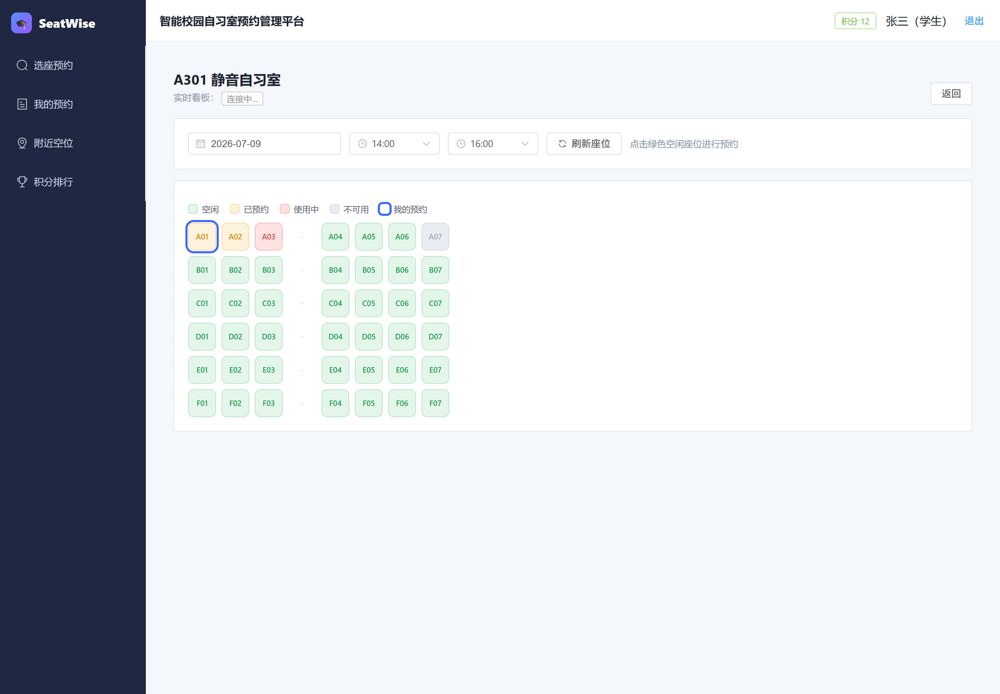 SeatWise
选座预约
我的预约
附近空位
积分排行
智能校园自习室预约管理平台
积分 12 张三（学生） 退出
A301 静音自习室
实时看板： 连接中...
返回
2026-07-09 14:00 16:00 刷新座位 点击绿色空闲座位进行预约
空闲 已预约 使用中 不可用 我的预约
A01 A02 A03 · A04 A05 A06 A07
B01 B02 B03 · B04 B05 B06 B07
C01 C02 C03 · C04 C05 C06 C07
D01 D02 D03 · D04 D05 D06 D07
E01 E02 E03 · E04 E05 E06 E07
F01 F02 F03 · F04 F05 F06 F07